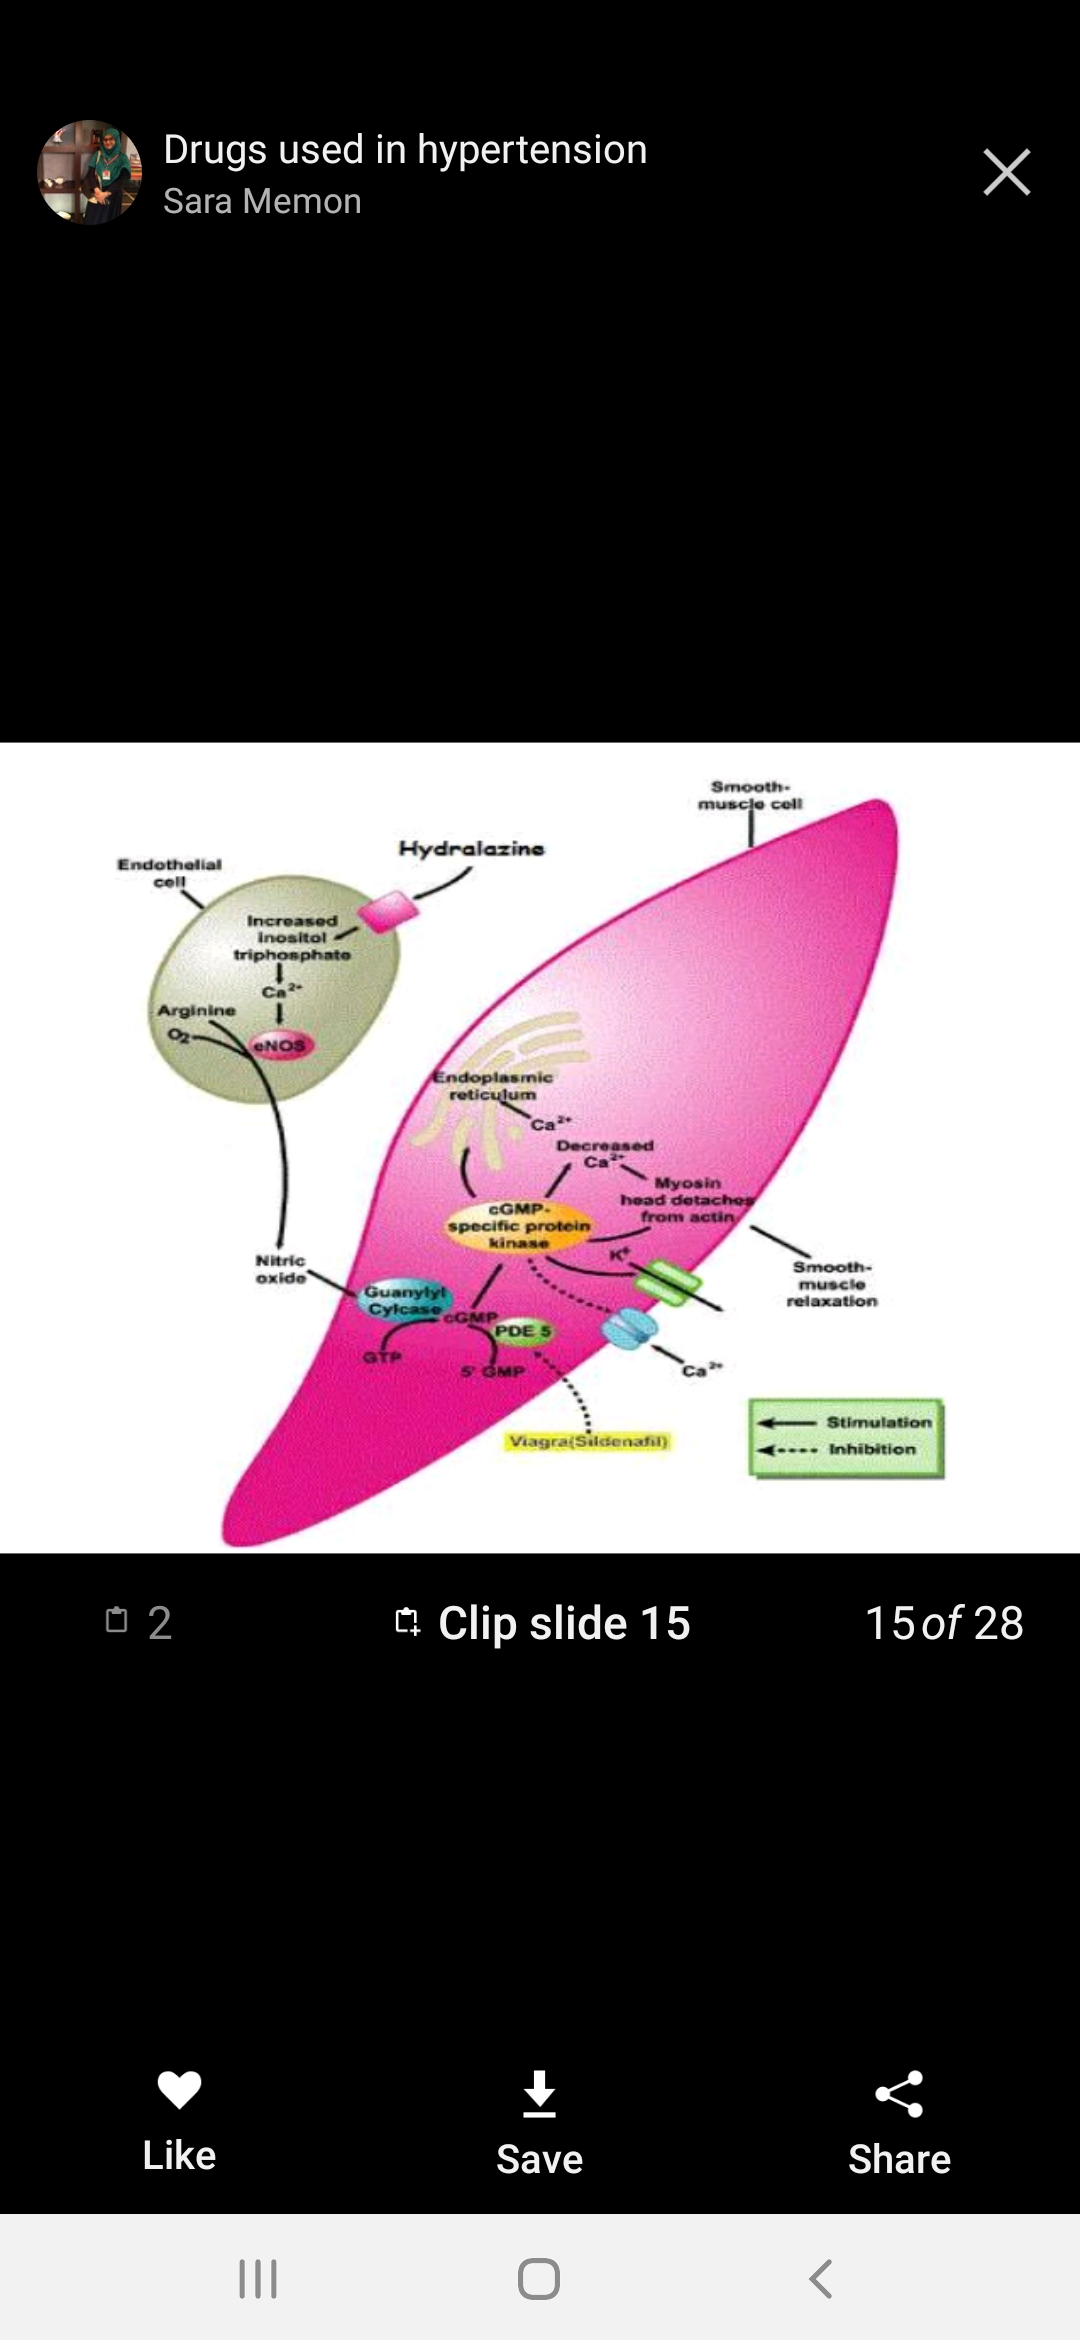 Drugs used in hypertension
Sara Memon
Smooth-
muscle cell
Hydralazine
Endothelial
cell
Increased
inositol
triphosphate
Ca²⁺
Arginine
O₂
eNOS
Endoplasmic
reticulum
Ca²⁺
Decreased
Ca²⁺
Myosin
head detaches
from actin
cGMP-
specific protein
kinase
K⁺
Smooth-
muscle
relaxation
Nitric
oxide
Guanylyl
Cylcase
cGMP
PDE 5
GTP
5' GMP
Ca²⁺
Viagra(Sildenafil)
Stimulation
Inhibition
2
Clip slide 15
15 of 28
Like
Save
Share